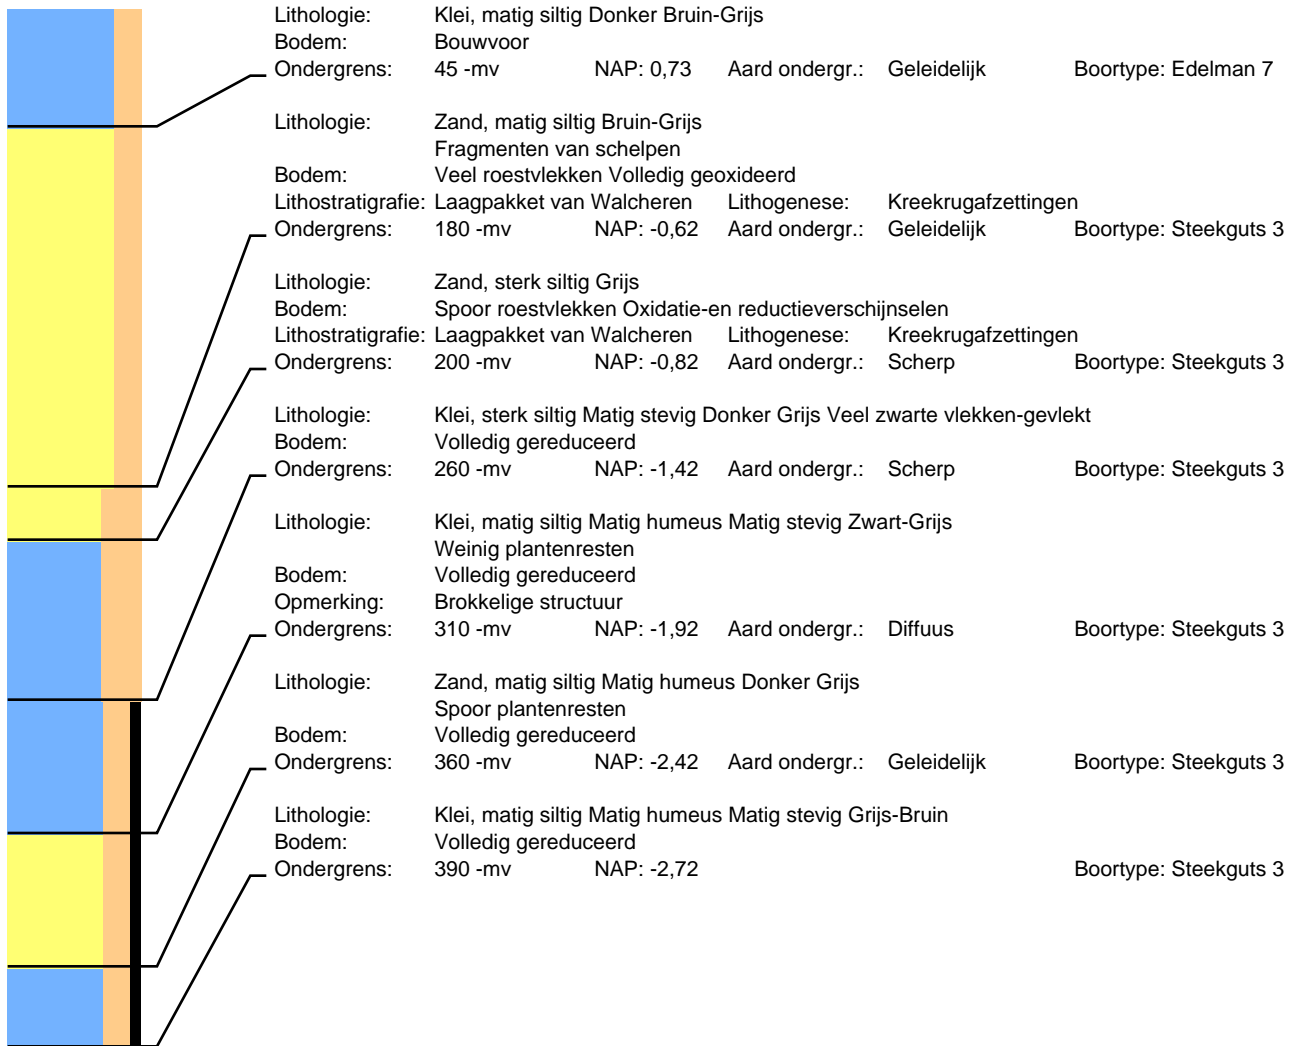 Lithologie: Klei, matig siltig Donker Bruin-Grijs
Bodem: Bouwvoor
Ondergrens: 45 -mv NAP: 0,73 Aard ondergr.: Geleidelijk Boortype: Edelman 7
Lithologie: Zand, matig siltig Bruin-Grijs
Fragmenten van schelpen
Bodem: Veel roestvlekken Volledig geoxideerd
Lithostratigrafie: Laagpakket van Walcheren Lithogenese: Kreekrugafzettingen
Ondergrens: 180 -mv NAP: -0,62 Aard ondergr.: Geleidelijk Boortype: Steekguts 3
Lithologie: Zand, sterk siltig Grijs
Bodem: Spoor roestvlekken Oxidatie-en reductieverschijnselen
Lithostratigrafie: Laagpakket van Walcheren Lithogenese: Kreekrugafzettingen
Ondergrens: 200 -mv NAP: -0,82 Aard ondergr.: Scherp Boortype: Steekguts 3
Lithologie: Klei, sterk siltig Matig stevig Donker Grijs Veel zwarte vlekken-gevlekt
Bodem: Volledig gereduceerd
Ondergrens: 260 -mv NAP: -1,42 Aard ondergr.: Scherp Boortype: Steekguts 3
Lithologie: Klei, matig siltig Matig humeus Matig stevig Zwart-Grijs
Weinig plantenresten
Bodem: Volledig gereduceerd
Opmerking: Brokkelige structuur
Ondergrens: 310 -mv NAP: -1,92 Aard ondergr.: Diffuus Boortype: Steekguts 3
Lithologie: Zand, matig siltig Matig humeus Donker Grijs
Spoor plantenresten
Bodem: Volledig gereduceerd
Ondergrens: 360 -mv NAP: -2,42 Aard ondergr.: Geleidelijk Boortype: Steekguts 3
Lithologie: Klei, matig siltig Matig humeus Matig stevig Grijs-Bruin
Bodem: Volledig gereduceerd
Ondergrens: 390 -mv NAP: -2,72 Boortype: Steekguts 3